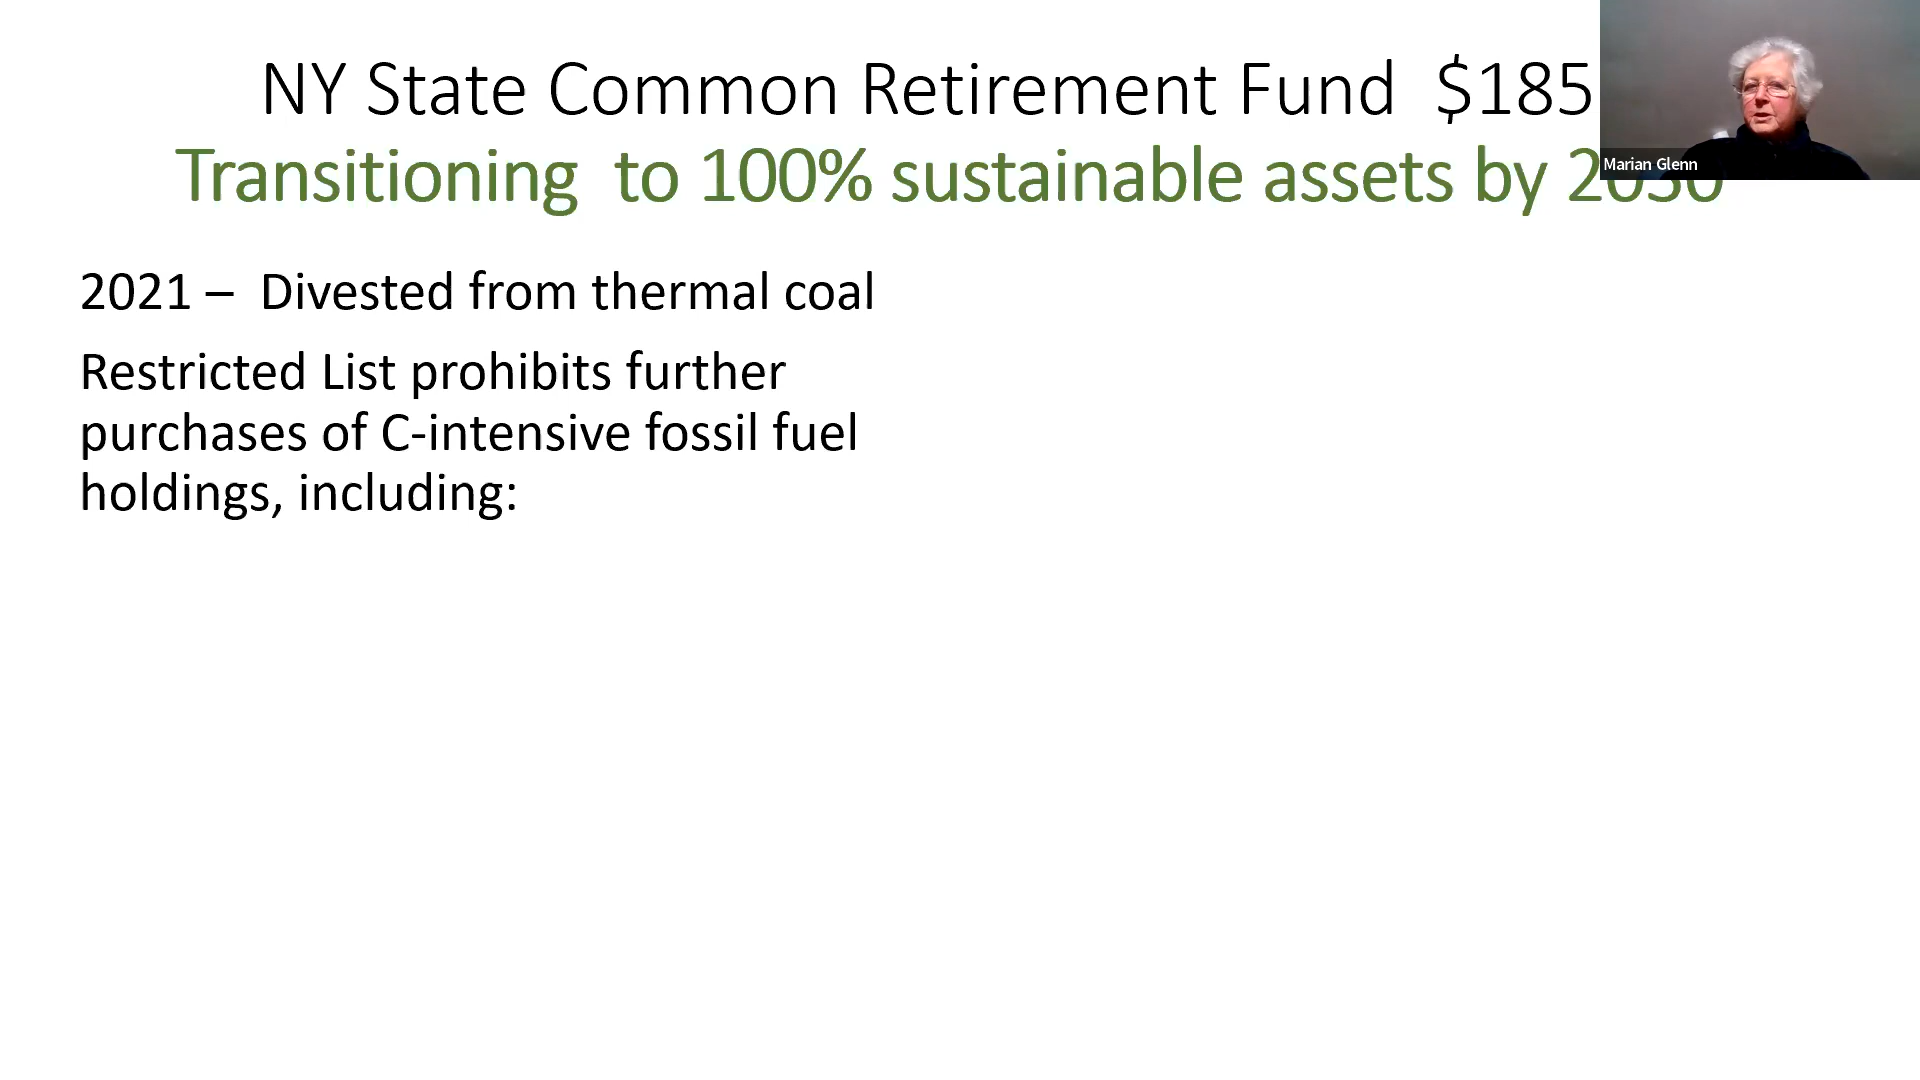 NY State Common Retirement Fund $185
Transitioning to 100% sustainable assets by 2030
Marian Glenn
2021 – Divested from thermal coal
Restricted List prohibits further
purchases of C-intensive fossil fuel
holdings, including: